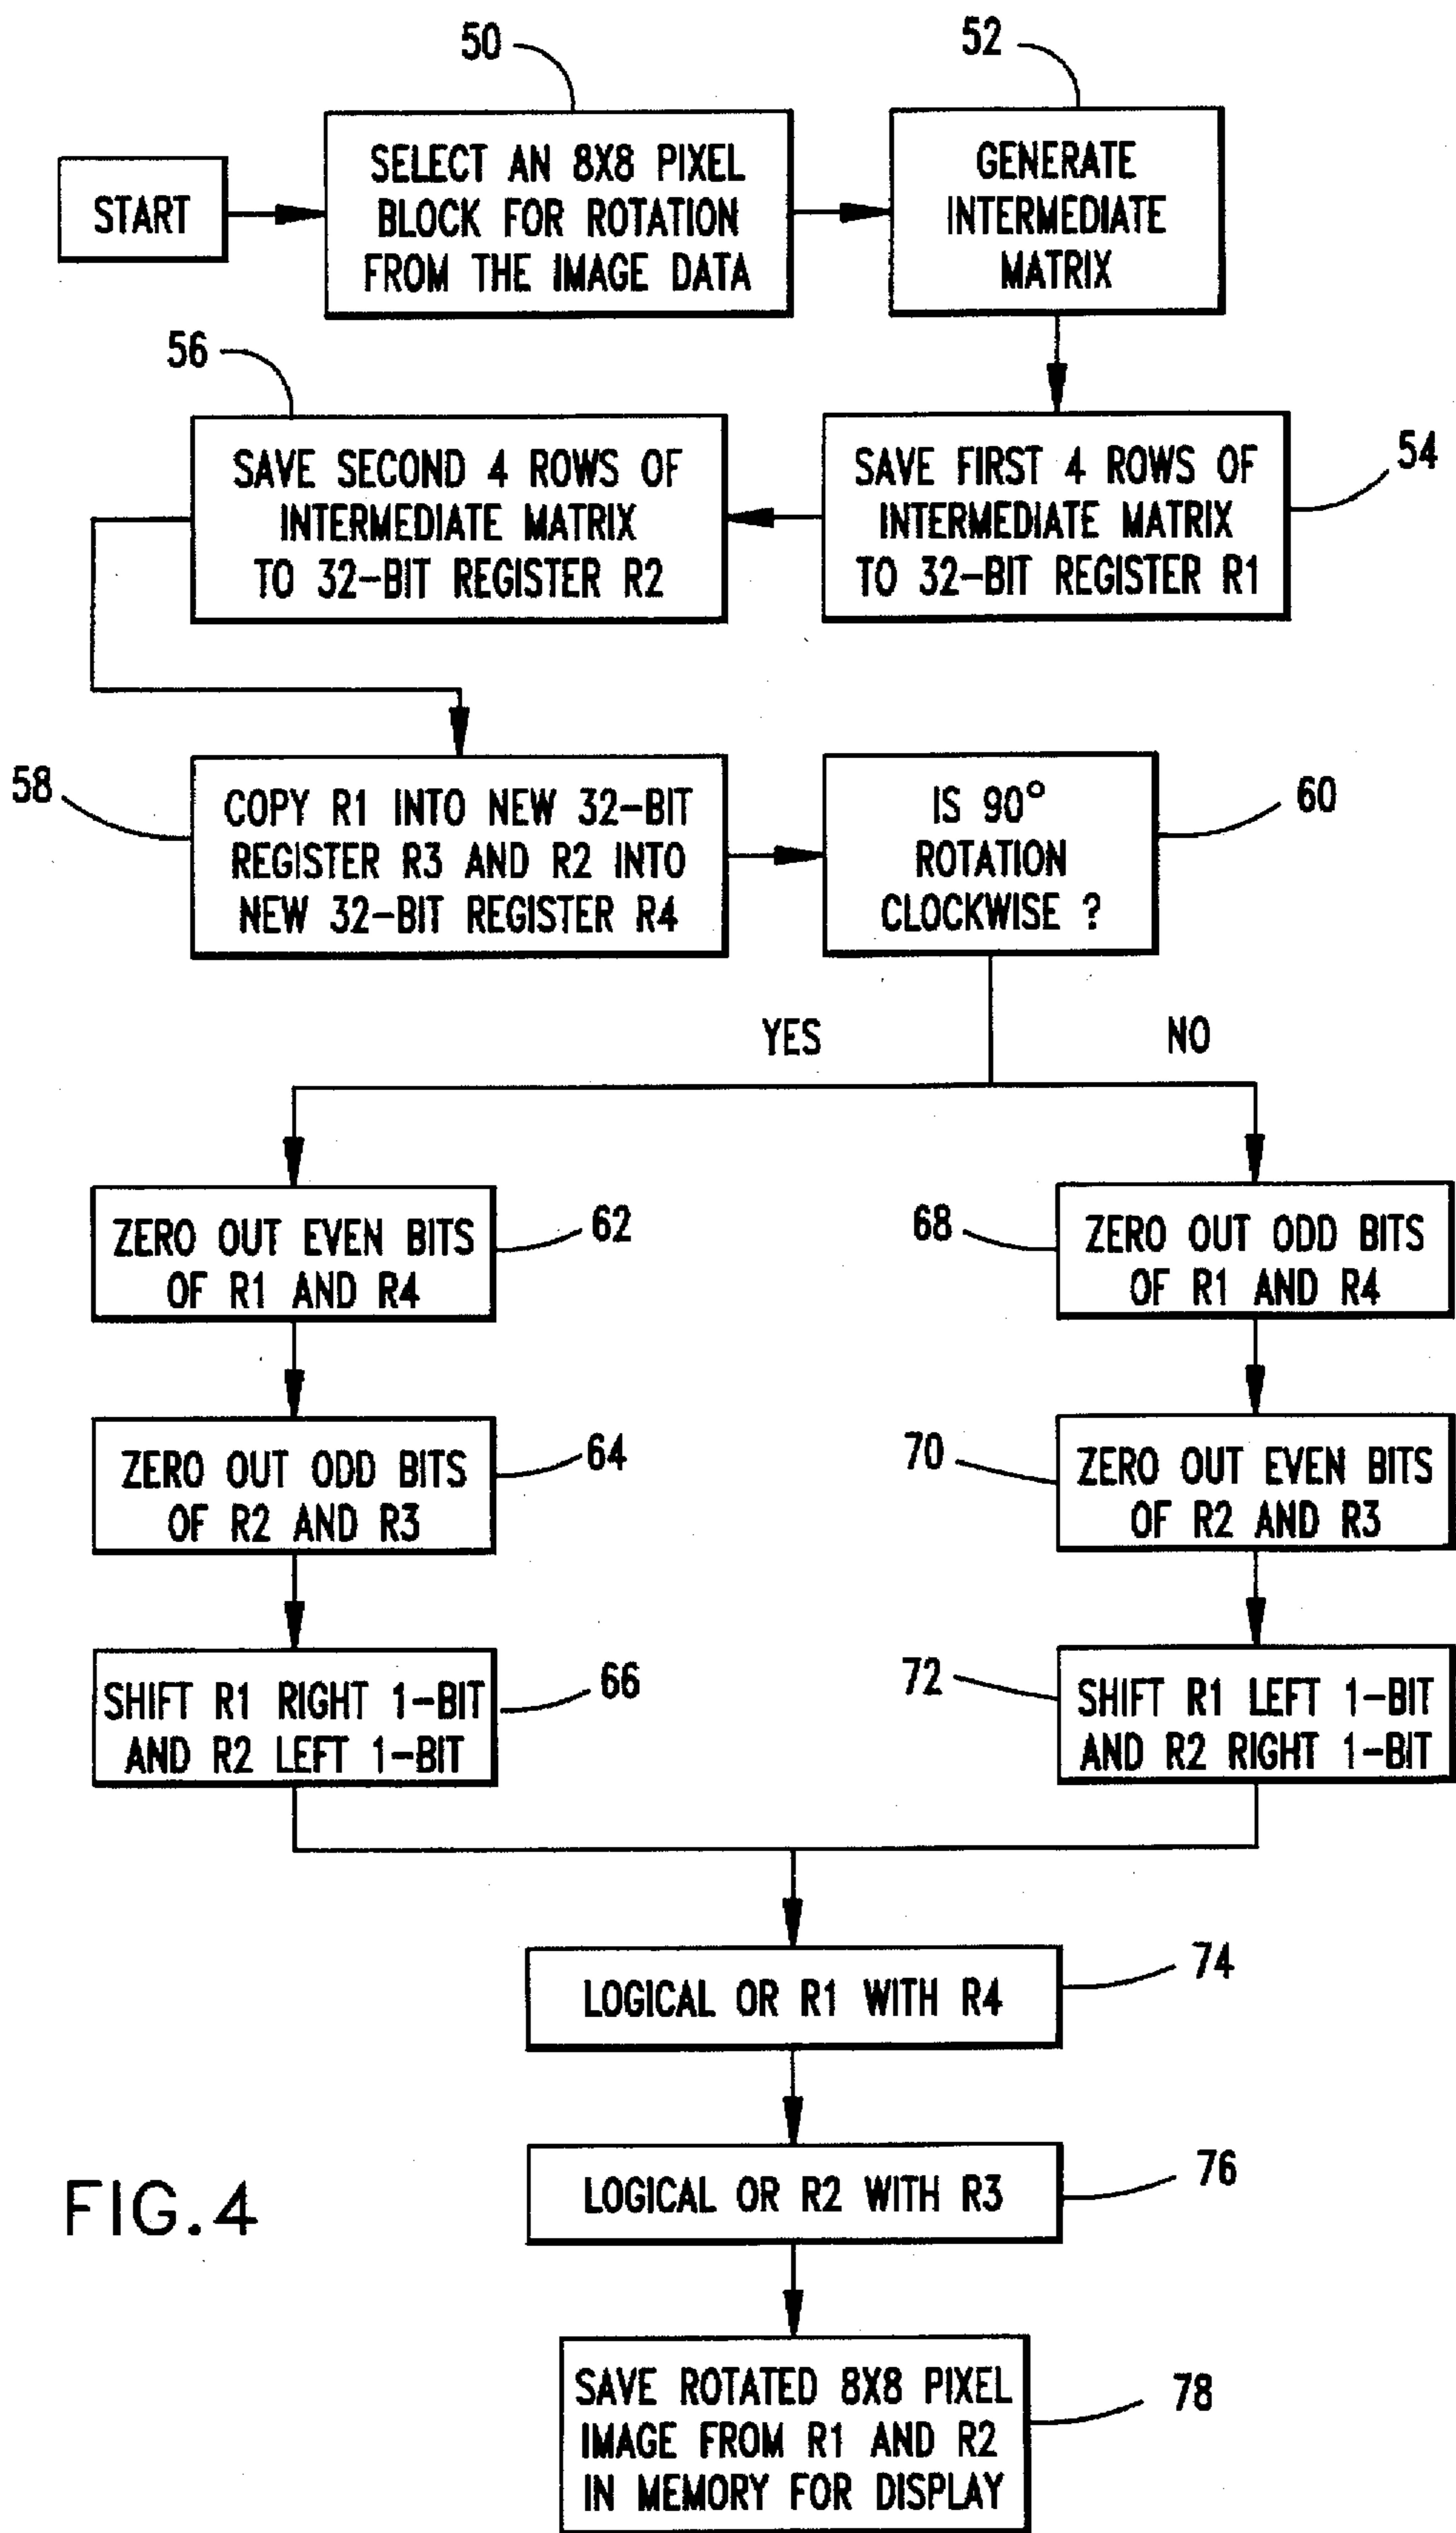 50
52
START
SELECT AN 8X8 PIXEL
BLOCK FOR ROTATION
FROM THE IMAGE DATA
GENERATE
INTERMEDIATE
MATRIX
56
54
SAVE SECOND 4 ROWS OF
INTERMEDIATE MATRIX
TO 32-BIT REGISTER R2
SAVE FIRST 4 ROWS OF
INTERMEDIATE MATRIX
TO 32-BIT REGISTER R1
58
COPY R1 INTO NEW 32-BIT
REGISTER R3 AND R2 INTO
NEW 32-BIT REGISTER R4
IS 90°
ROTATION
CLOCKWISE ?
60
YES
NO
ZERO OUT EVEN BITS
OF R1 AND R4
62
68
ZERO OUT ODD BITS
OF R1 AND R4
ZERO OUT ODD BITS
OF R2 AND R3
64
70
ZERO OUT EVEN BITS
OF R2 AND R3
SHIFT R1 RIGHT 1-BIT
AND R2 LEFT 1-BIT
66
72
SHIFT R1 LEFT 1-BIT
AND R2 RIGHT 1-BIT
LOGICAL OR R1 WITH R4
74
LOGICAL OR R2 WITH R3
76
FIG.4
SAVE ROTATED 8X8 PIXEL
IMAGE FROM R1 AND R2
IN MEMORY FOR DISPLAY
78